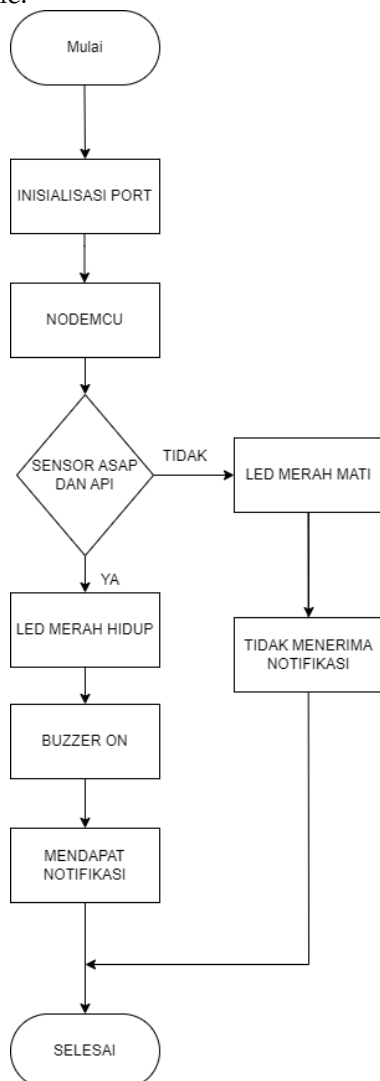 Mulai
INISIALISASI PORT
NODEMCU
SENSOR ASAP
DAN API
TIDAK
LED MERAH MATI
YA
LED MERAH HIDUP
TIDAK MENERIMA
NOTIFIKASI
BUZZER ON
MENDAPAT
NOTIFIKASI
SELESAI